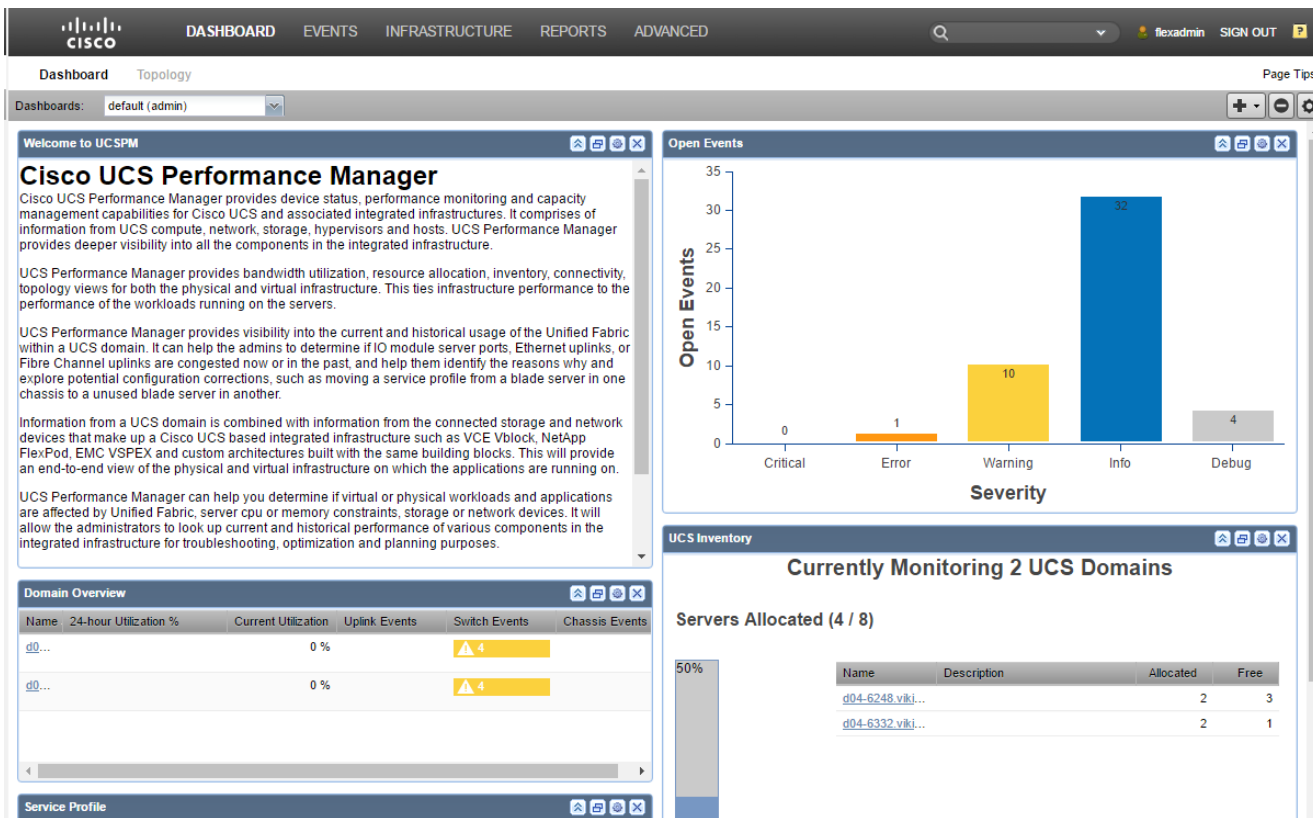 CISCO
DASHBOARD EVENTS INFRASTRUCTURE REPORTS ADVANCED
flexadmin SIGN OUT ?
Dashboard Topology
Page Tips
Dashboards: default (admin)
Welcome to UCSPM
Cisco UCS Performance Manager
Cisco UCS Performance Manager provides device status, performance monitoring and capacity
management capabilities for Cisco UCS and associated integrated infrastructures. It comprises of
information from UCS compute, network, storage, hypervisors and hosts. UCS Performance Manager
provides deeper visibility into all the components in the integrated infrastructure.
UCS Performance Manager provides bandwidth utilization, resource allocation, inventory, connectivity,
topology views for both the physical and virtual infrastructure. This ties infrastructure performance to the
performance of the workloads running on the servers.
UCS Performance Manager provides visibility into the current and historical usage of the Unified Fabric
within a UCS domain. It can help the admins to determine if IO module server ports, Ethernet uplinks, or
Fibre Channel uplinks are congested now or in the past, and help them identify the reasons why and
explore potential configuration corrections, such as moving a service profile from a blade server in one
chassis to a unused blade server in another.
Information from a UCS domain is combined with information from the connected storage and network
devices that make up a Cisco UCS based integrated infrastructure such as VCE Vblock, NetApp
FlexPod, EMC VSPEX and custom architectures built with the same building blocks. This will provide
an end-to-end view of the physical and virtual infrastructure on which the applications are running on.
UCS Performance Manager can help you determine if virtual or physical workloads and applications
are affected by Unified Fabric, server cpu or memory constraints, storage or network devices. It will
allow the administrators to look up current and historical performance of various components in the
integrated infrastructure for troubleshooting, optimization and planning purposes.
Domain Overview
Name 24-hour Utilization % Current Utilization Uplink Events Switch Events Chassis Events
d0... 0 % 4
d0... 0 % 4
Service Profile
Open Events
Open Events
35
30
25
20
15
10
5
0
0 1 10 32 4
Critical Error Warning Info Debug
Severity
UCS Inventory
Currently Monitoring 2 UCS Domains
Servers Allocated (4 / 8)
50%
Name Description Allocated Free
d04-6248.viki... 2 3
d04-6332.viki... 2 1